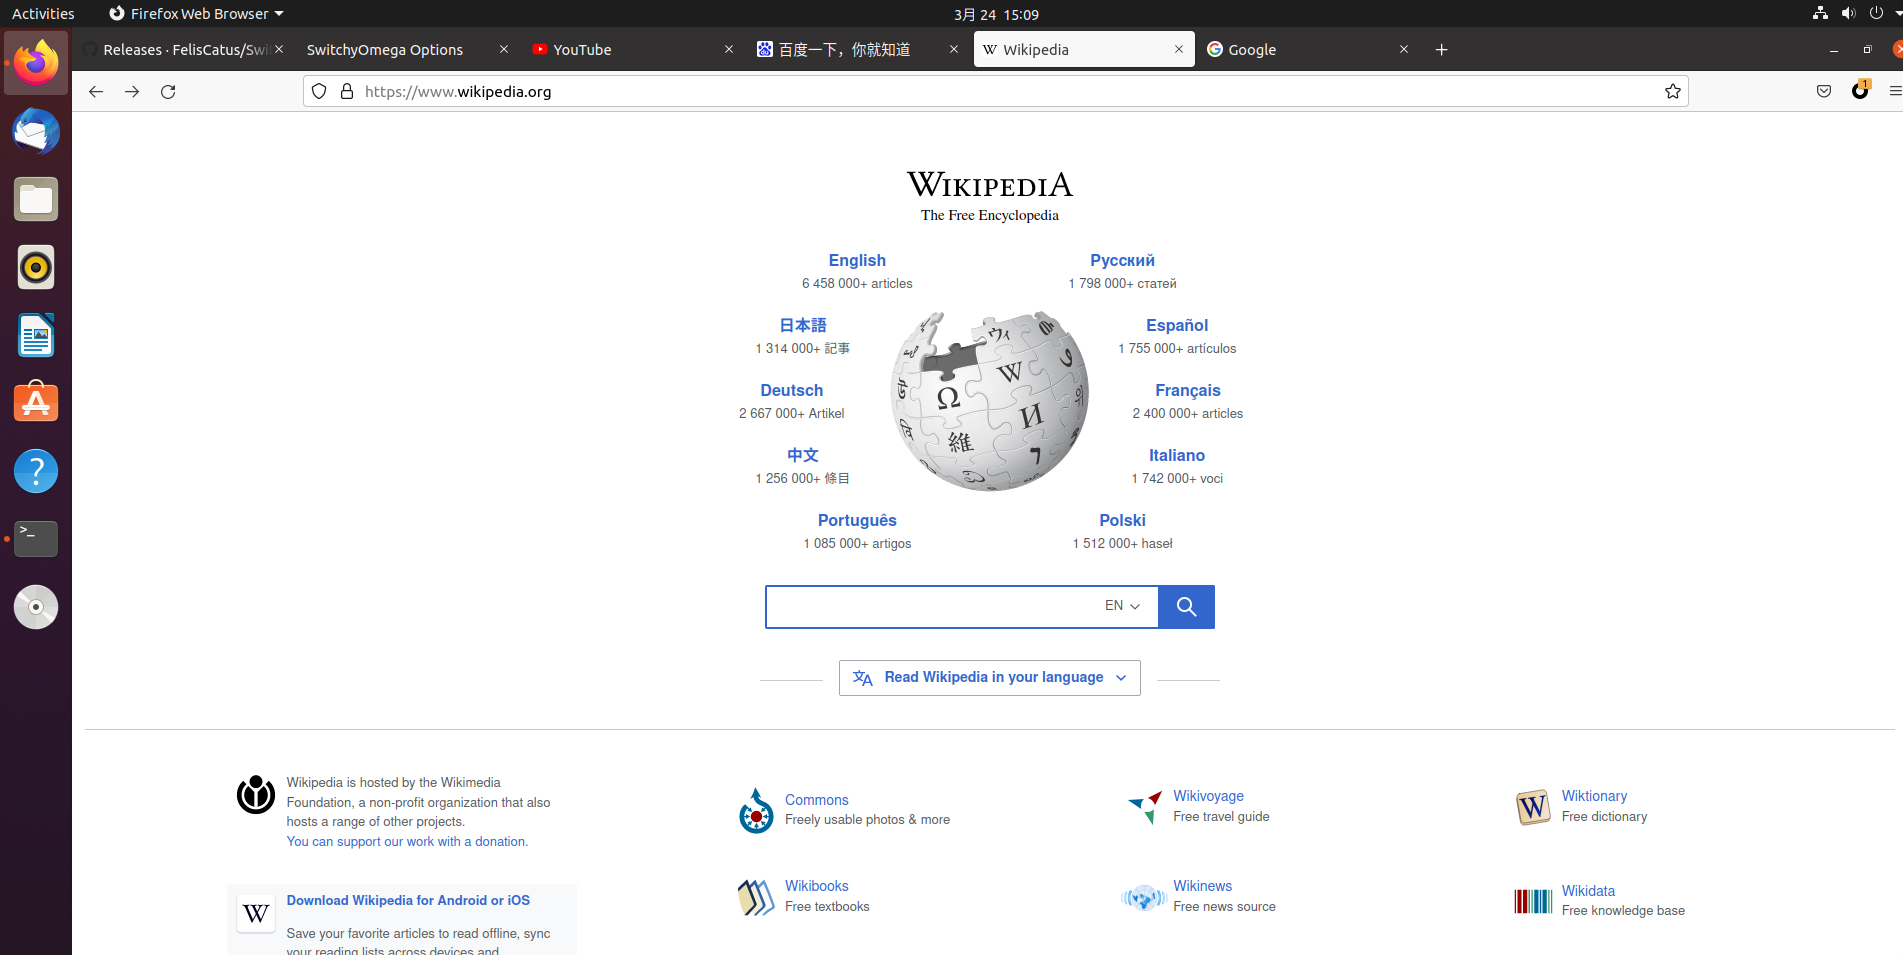 Activities
Firefox Web Browser
3月 24 15:09
Releases · FelisCatus/Swit
SwitchyOmega Options
YouTube
百度一下，你就知道
Wikipedia
Google
https://www.wikipedia.org
1
WIKIPEDIA
The Free Encyclopedia
English
6 458 000+ articles
Русский
1 798 000+ статей
日本語
1 314 000+ 記事
Español
1 755 000+ artículos
Deutsch
2 667 000+ Artikel
Français
2 400 000+ articles
中文
1 256 000+ 條目
Italiano
1 742 000+ voci
Português
1 085 000+ artigos
Polski
1 512 000+ haseł
EN
Read Wikipedia in your language
Wikipedia is hosted by the Wikimedia
Foundation, a non-profit organization that also
hosts a range of other projects.
You can support our work with a donation.
Commons
Freely usable photos & more
Wikivoyage
Free travel guide
Wiktionary
Free dictionary
Download Wikipedia for Android or iOS
Save your favorite articles to read offline, sync
your reading lists across devices and
Wikibooks
Free textbooks
Wikinews
Free news source
Wikidata
Free knowledge base